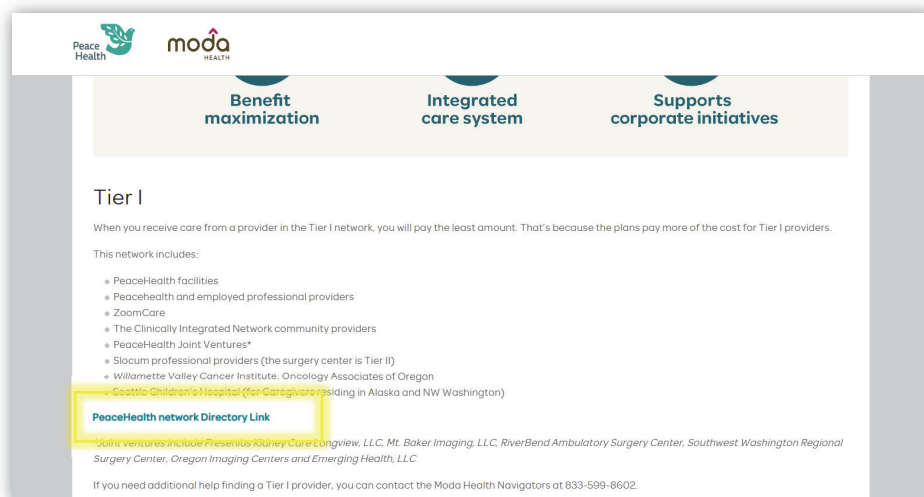 Peace
Health
moda
HEALTH
Benefit
maximization
Integrated
care system
Supports
corporate initiatives
Tier I
When you receive care from a provider in the Tier I network, you will pay the least amount. That's because the plans pay more of the cost for Tier I providers.
This network includes:
PeaceHealth facilities
Peacehealth and employed professional providers
ZoomCare
The Clinically Integrated Network community providers
PeaceHealth Joint Ventures*
Slocum professional providers (the surgery center is Tier II)
Willamette Valley Cancer Institute: Oncology Associates of Oregon
Seattle Children's Hospital (for Caregivers residing in Alaska and NW Washington)
PeaceHealth network Directory Link
*Joint Ventures include Fresenius Kidney Care Longview, LLC, Mt. Baker Imaging, LLC, RiverBend Ambulatory Surgery Center, Southwest Washington Regional
Surgery Center, Oregon Imaging Centers and Emerging Health, LLC
If you need additional help finding a Tier I provider, you can contact the Moda Health Navigators at 833-599-8602.